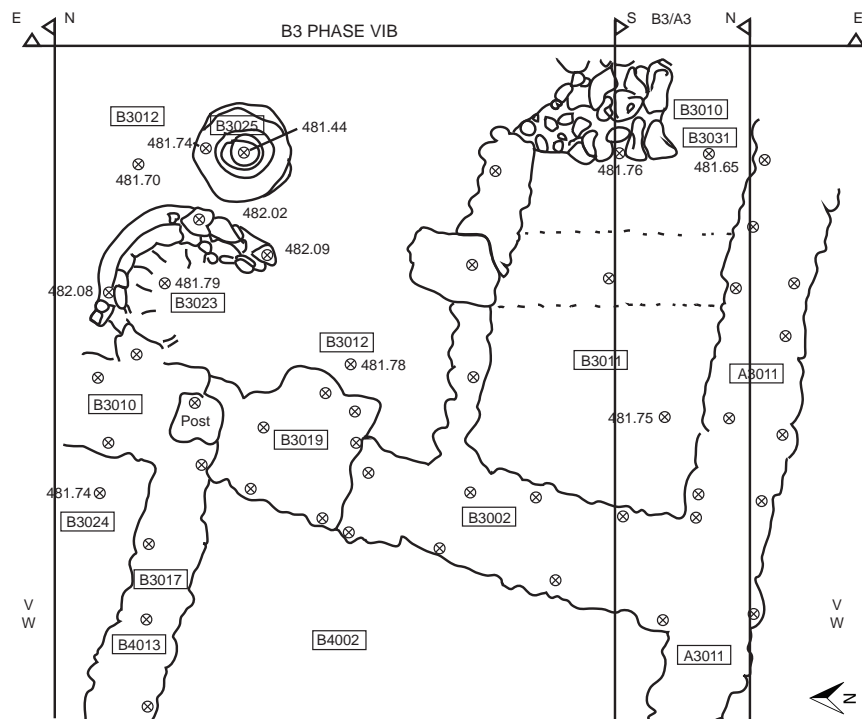 E N B3 PHASE VIB S B3/A3 N E
B3012
B3025
481.44
481.74
481.70
B3010
B3031
481.76
481.65
482.02
482.09
482.08
481.79
B3023
B3012
481.78
B3011
A3011
B3010
Post
B3019
481.75
481.74
B3024
B3002
B3017
V
W
V
W
B4013
B4002
A3011
N